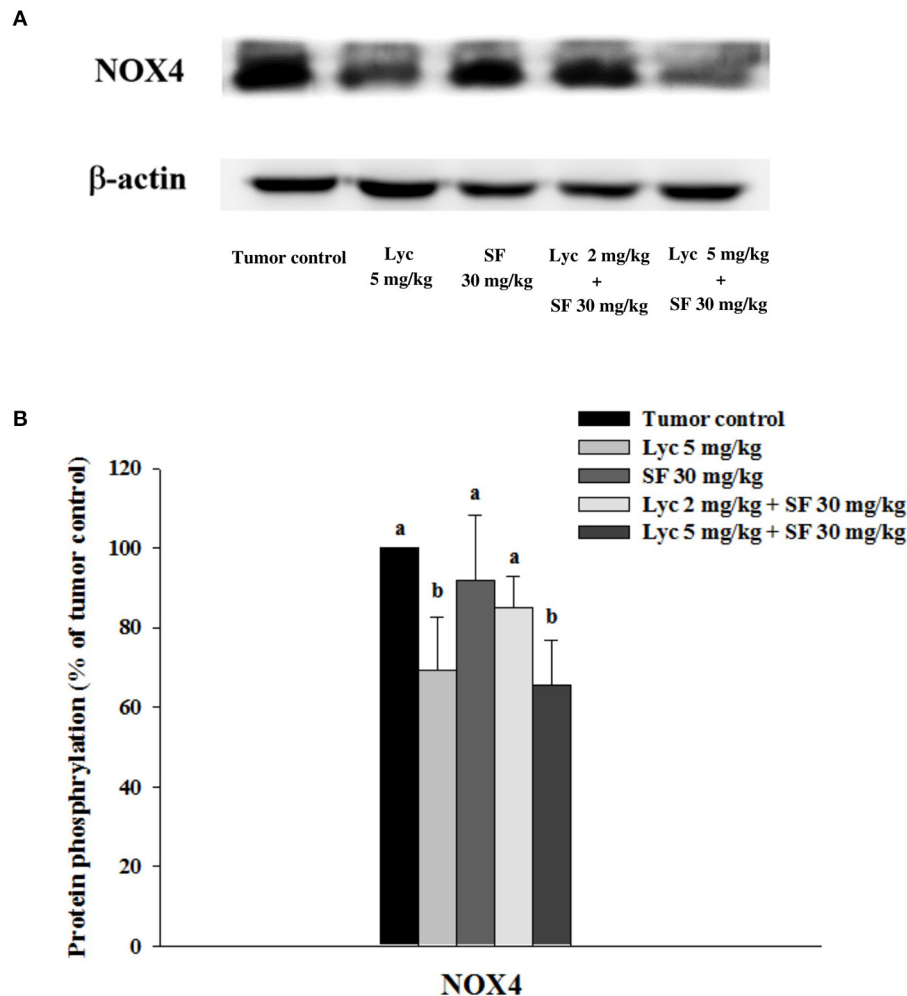 A
NOX4
β-actin
Tumor control
Lyc
5 mg/kg
SF
30 mg/kg
Lyc 2 mg/kg
+
SF 30 mg/kg
Lyc 5 mg/kg
+
SF 30 mg/kg
B
Tumor control
Lyc 5 mg/kg
SF 30 mg/kg
Lyc 2 mg/kg + SF 30 mg/kg
Lyc 5 mg/kg + SF 30 mg/kg
Protein phosphrylation (% of tumor control)
120
100
80
60
40
20
0
a
b
a
a
b
NOX4